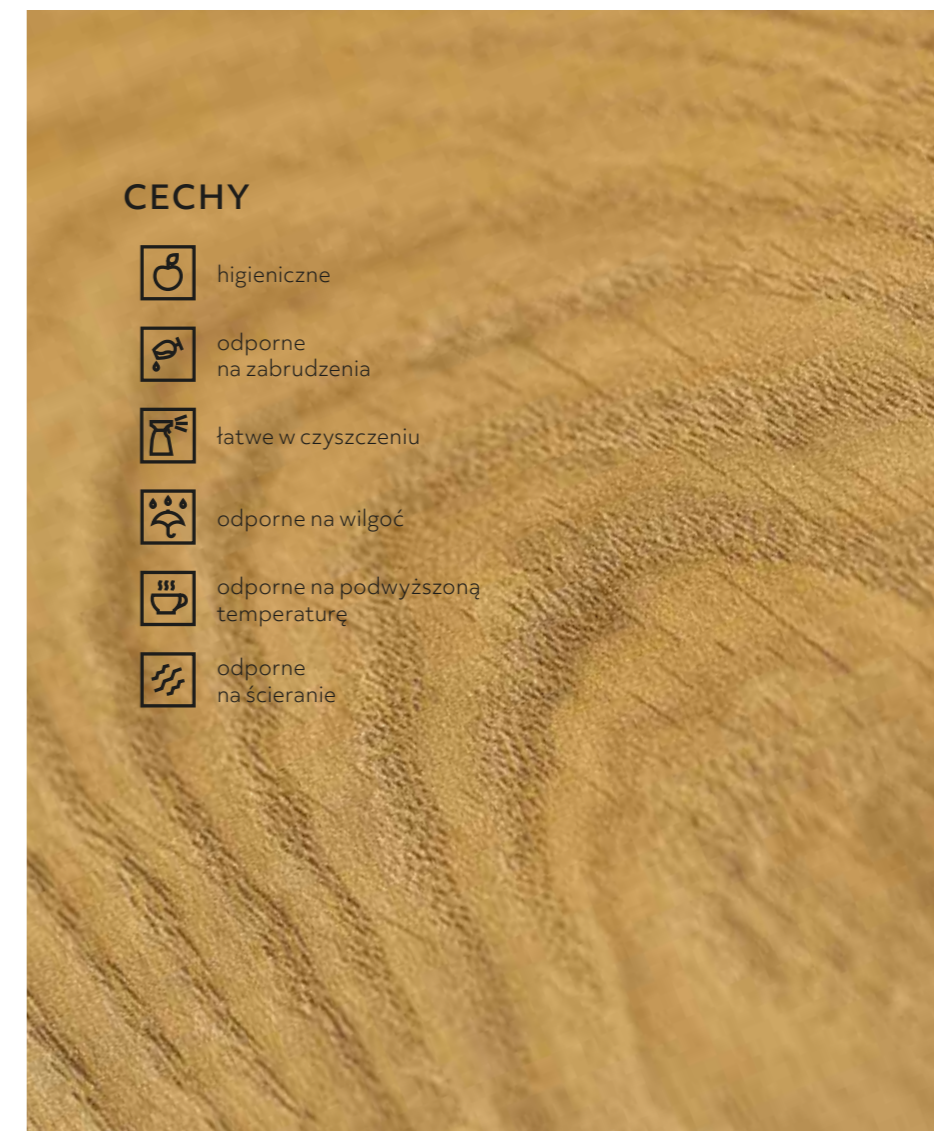 CECHY
higieniczne
odporne
na zabrudzenia
łatwe w czyszczeniu
odporne na wilgoć
odporne na podwyższoną
temperaturę
odporne
na ścieranie